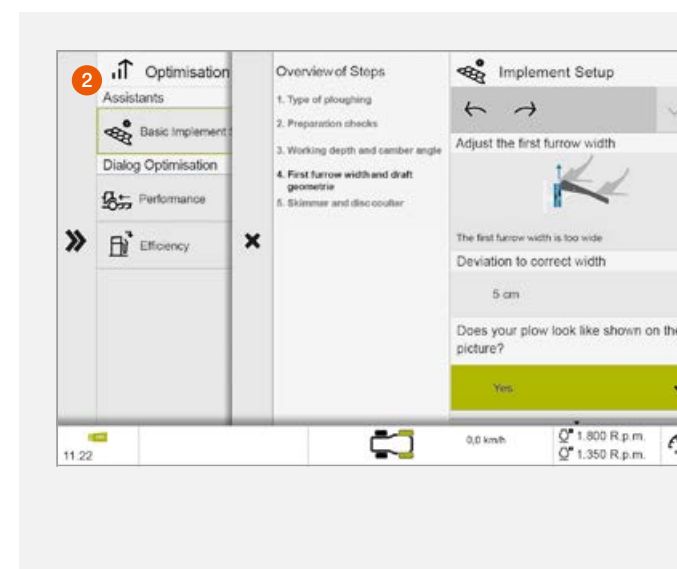 2
Optimisation
Assistants
Basic Implement
Dialog Optimisation
Performance
Efficiency
Overview of Steps
1. Type of ploughing
2. Preparation checks
3. Working depth and camber angle
4. First furrow width and draft
geometrie
5. Skimmer and disc coulter
Implement Setup
Adjust the first furrow width
The first furrow width is too wide
Deviation to correct width
5 cm
Does your plow look like shown on the
picture?
Yes
11.22
0,0 km/h
1.800 R.p.m.
1.350 R.p.m.